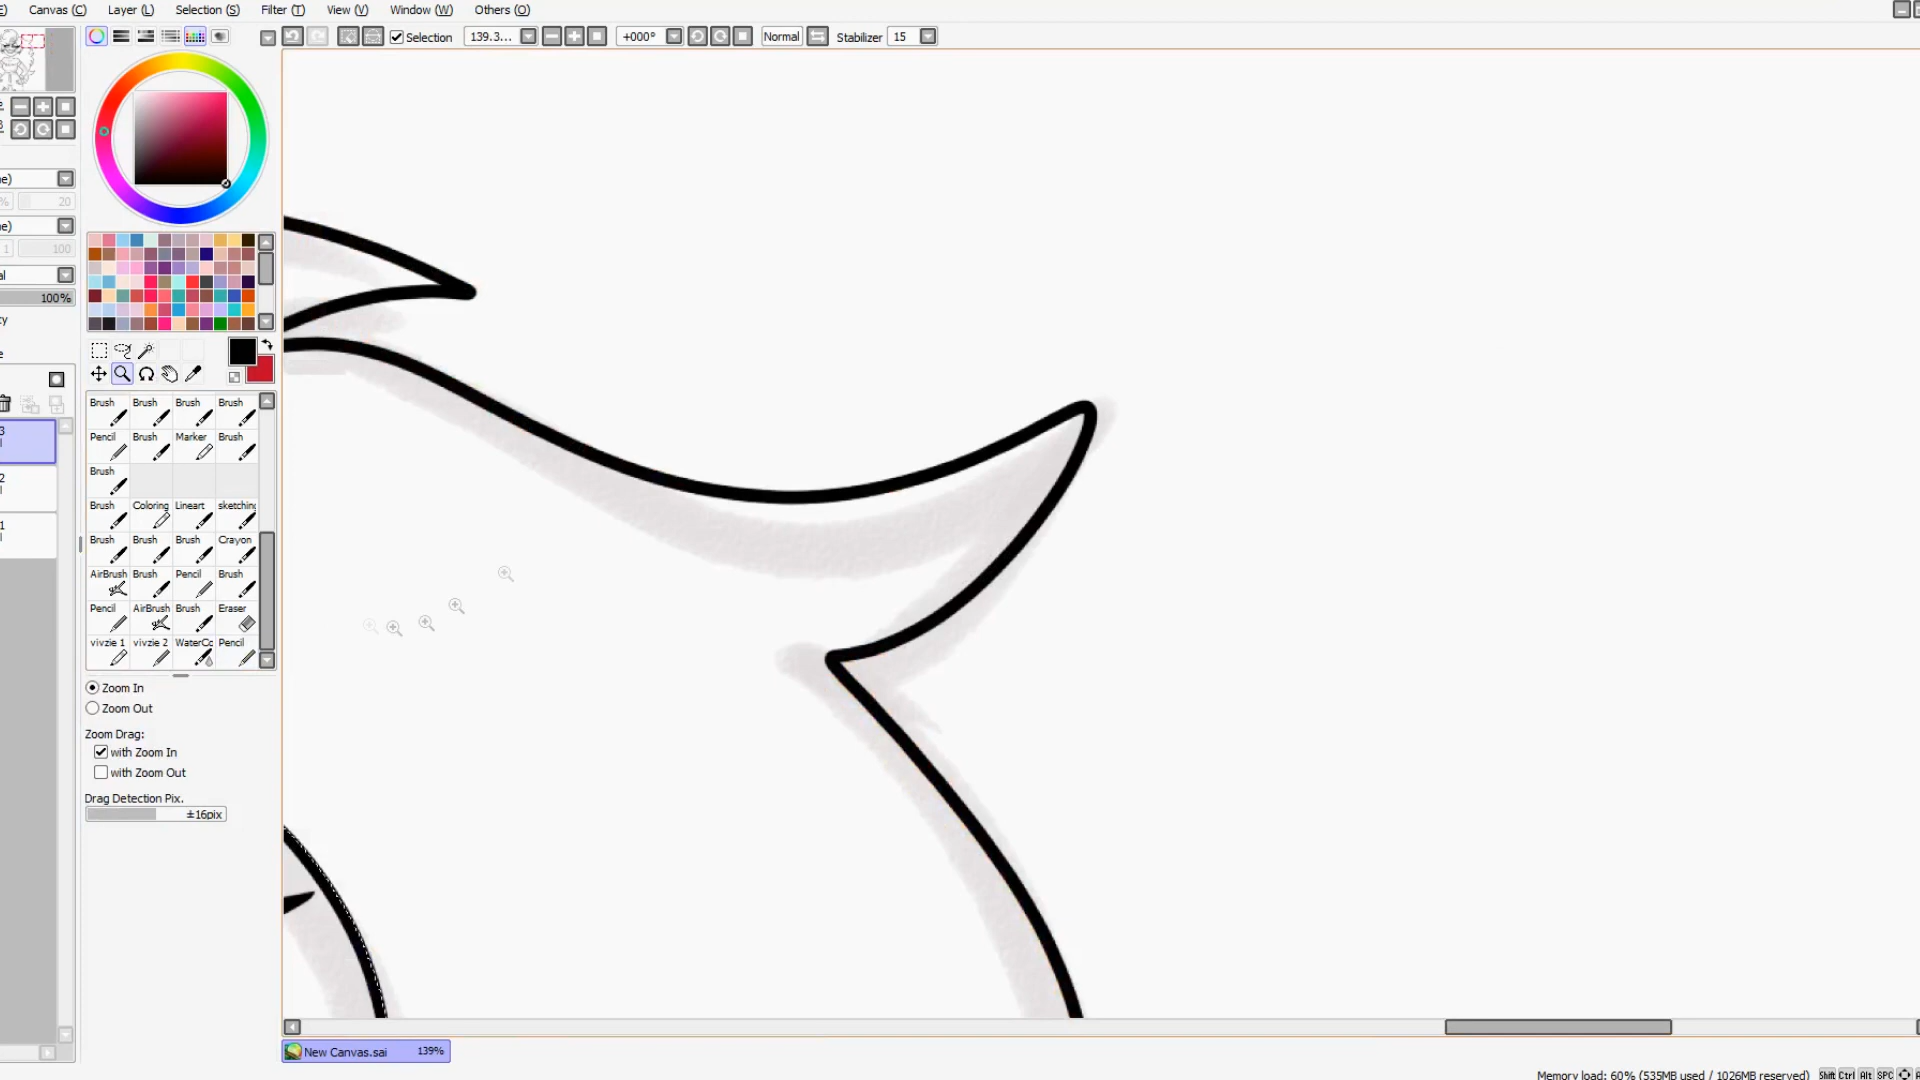 Canvas (C) Layer (L) Selection (S) Filter (T) View (V) Window (W) Others (O)
Selection 139.3... +000° Normal Stabilizer 15
% 20
1 100
100%
Brush Brush Brush Brush
Pencil Brush Marker Brush
Brush
Brush Coloring Lineart sketching
Brush Brush Brush Crayon
AirBrush Brush Pencil Brush
Pencil AirBrush Brush Eraser
vivzie 1 vivzie 2 WaterCo Pencil
3
2
1
Zoom In
Zoom Out
Zoom Drag:
with Zoom In
with Zoom Out
Drag Detection Pix.
±16pix
New Canvas.sai 139%
Memory load: 60% (535MB used / 1026MB reserved) Shift Ctrl Alt SPC